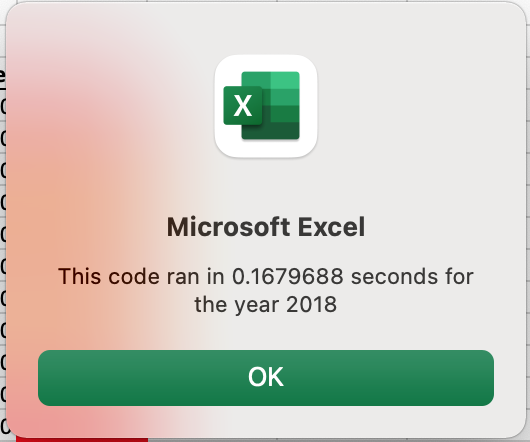 X
Microsoft Excel
This code ran in 0.1679688 seconds for
the year 2018
OK